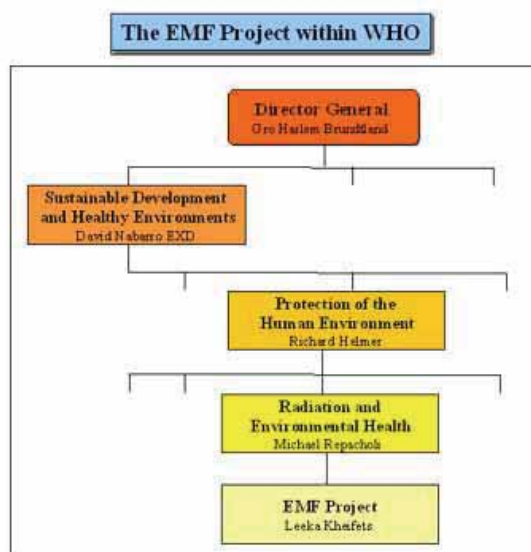 The EMF Project within WHO
Director General
Gro Harlem Brundtland
Sustainable Development
and Healthy Environments
David Nabarro EXD
Protection of the
Human Environment
Richard Helmer
Radiation and
Environmental Health
Michael Repacholi
EMF Project
Leeka Kheifets